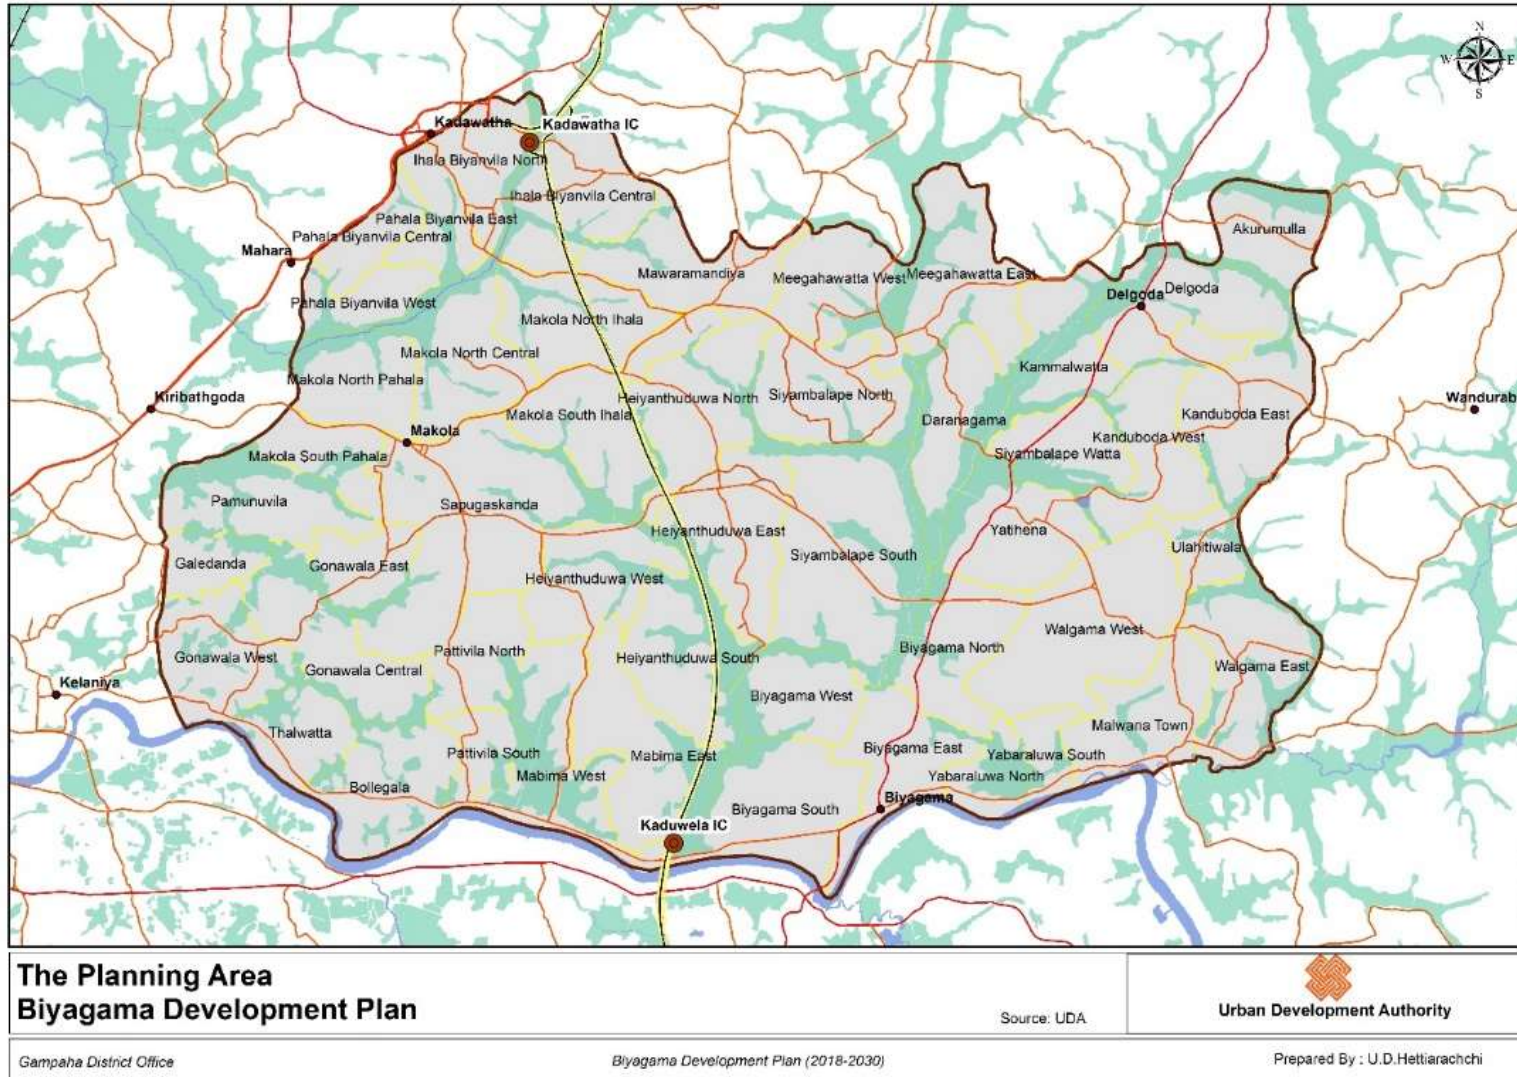 N
W E
S
Kadawatha
Kadawatha IC
Ihala Biyanvila North
Ihala Biyanvila Central
Pahala Biyanvila East
Pahala Biyanvila Central
Akurumulla
Mahara
Mawaramandiya
Meegahawatta West
Meegahawatta East
Pahala Biyanvila West
Delgoda
Delgoda
Makola North Ihala
Makola North Central
Kammalwatta
Makola North Pahala
Kiribathgoda
Heiyanthuduwa North
Siyambalape North
Wandurab
Makola South Ihala
Daranagama
Kanduboda East
Makola
Kanduboda West
Makola South Pahala
Siyambalape Watta
Pamunuvila
Sapugaskanda
Heiyanthuduwa East
Yatihena
Siyambalape South
Ulahitiwala
Galedanda
Gonawala East
Heiyanthuduwa West
Walgama West
Gonawala West
Pattivila North
Heiyanthuduwa South
Biyagama North
Gonawala Central
Walgama East
Kelaniya
Biyagama West
Thalwatta
Malwana Town
Pattivila South
Mabima East
Biyagama East
Yabaraluwa South
Mabima West
Yabaraluwa North
Bollegala
Biyagama South
Biyagama
Kaduwela IC
The Planning Area
Biyagama Development Plan
Source: UDA
Urban Development Authority
Gampaha District Office
Biyagama Development Plan (2018-2030)
Prepared By : U.D.Hettiarachchi